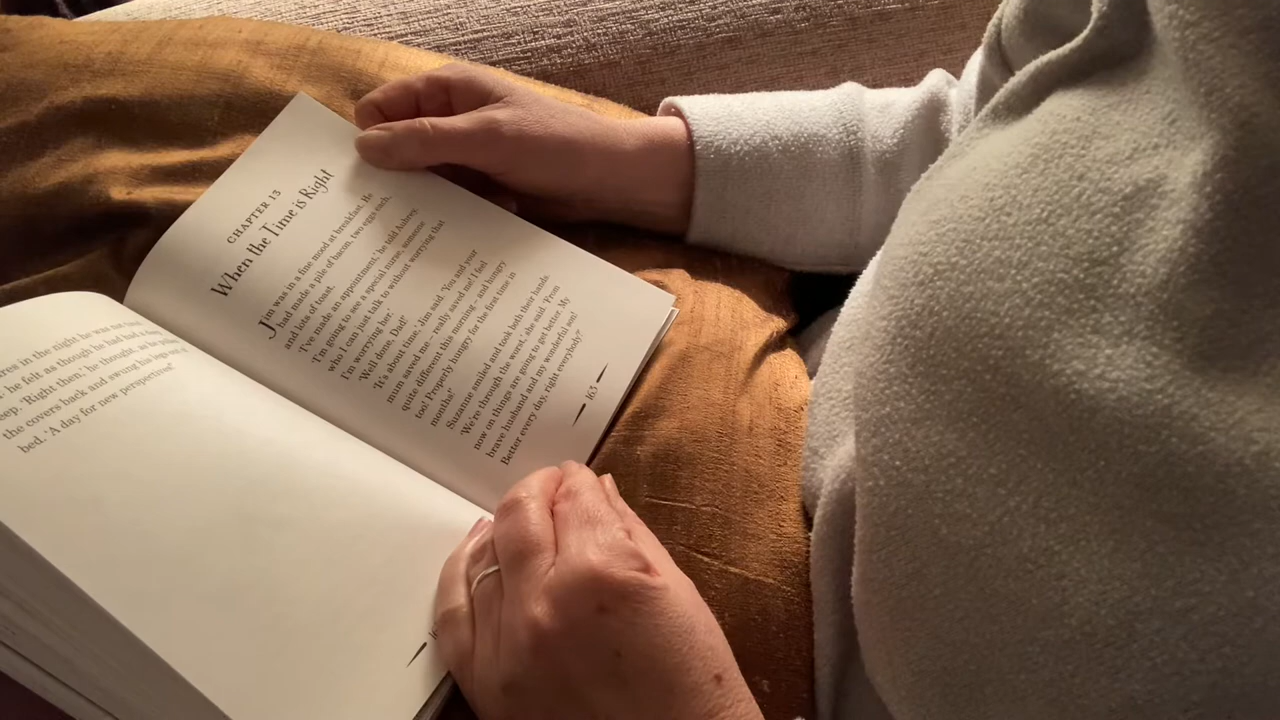 res in the night he was not
he felt as though he had had a
eep. 'Right then,' he thought, as he
the covers back and swung his legs
bed. 'A day for new perspectives!'
CHAPTER 13
When the Time is Right
Jim was in a fine mood at breakfast. He
had made a pile of bacon, two eggs each,
and lots of toast.
'I've made an appointment,' he told Aubrey.
'I'm going to see a special nurse, someone
who I can just talk to without worrying that
I'm worrying her.'
'Well done, Dad!'
'It's about time,' Jim said. 'You and your
mum saved me – really saved me! I feel
quite different this morning – and hungry
too! Properly hungry for the first time in
months!'
Suzanne smiled and took both their hands.
'We're through the worst,' she said. 'From
now on things are going to get better. My
brave husband and my wonderful son!
Better every day, right everybody?'
163